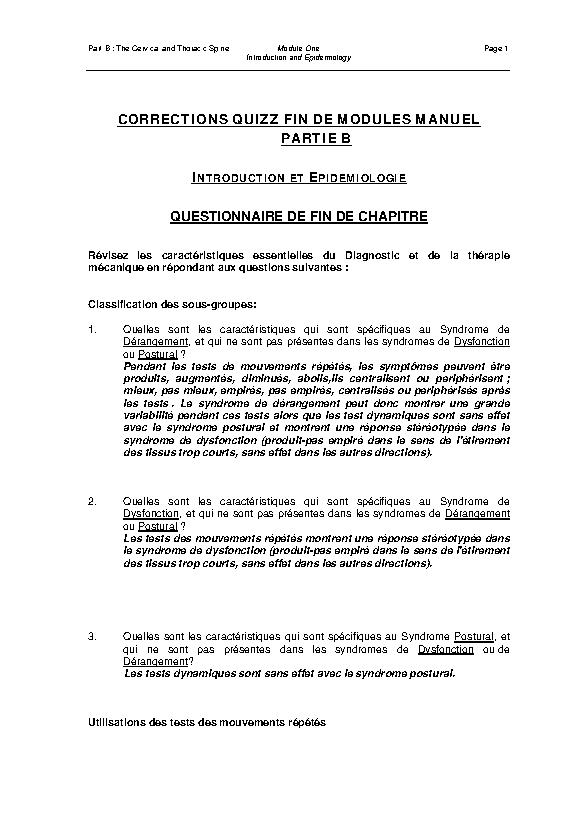 Part B : The Cervical and Thoracic Spine Module One Page 1
Introduction and Epidemiology
CORRECTIONS QUIZZ FIN DE MODULES MANUEL
PARTIE B
INTRODUCTION ET EPIDEMIOLOGIE
QUESTIONNAIRE DE FIN DE CHAPITRE
Révisez les caractéristiques essentielles du Diagnostic et de la thérapie
mécanique en répondant aux questions suivantes :
Classification des sous-groupes:
1. Quelles sont les caractéristiques qui sont spécifiques au Syndrome de
Dérangement, et qui ne sont pas présentes dans les syndromes de Dysfonction
ou Postural ?
Pendant les tests de mouvements répétés, les symptômes peuvent être
produits, augmentés, diminués, abolis,ils centralisent ou periphérisent ;
mieux, pas mieux, empirés, pas empirés, centralisés ou periphérisés après
les tests . Le syndrome de dérangement peut donc montrer une grande
variabilité pendant ces tests alors que les test dynamiques sont sans effet
avec le syndrome postural et montrent une réponse stéréotypée dans le
syndrome de dysfonction (produit-pas empiré dans le sens de l'étirement
des tissus trop courts, sans effet dans les autres directions).
2. Quelles sont les caractéristiques qui sont spécifiques au Syndrome de
Dysfonction, et qui ne sont pas présentes dans les syndromes de Dérangement
ou Postural ?
Les tests des mouvements répétés montrent une réponse stéréotypée dans
le syndrome de dysfonction (produit-pas empiré dans le sens de l'étirement
des tissus trop courts, sans effet dans les autres directions).
3. Quelles sont les caractéristiques qui sont spécifiques au Syndrome Postural, et
qui ne sont pas présentes dans les syndromes de Dysfonction ou de
Dérangement?
Les tests dynamiques sont sans effet avec le syndrome postural.
Utilisations des tests des mouvements répétés